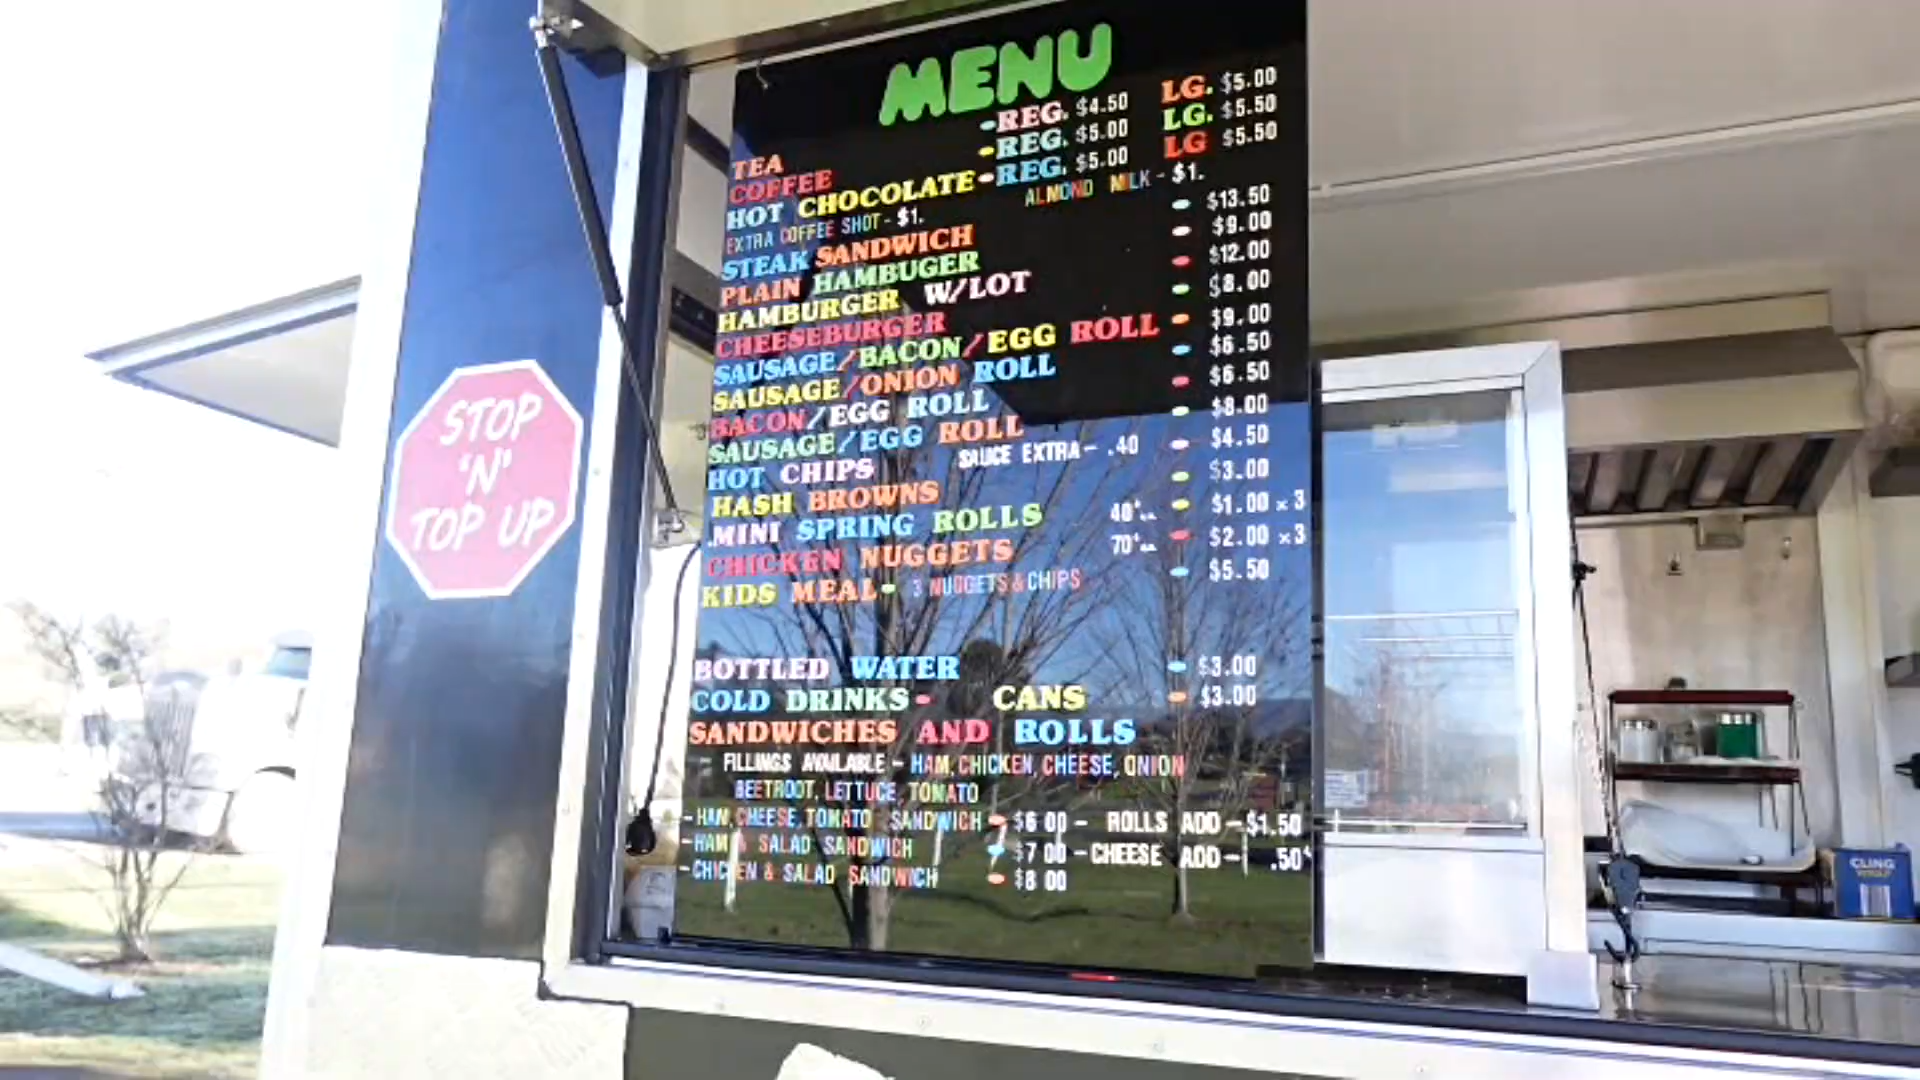 STOP
'N'
TOP UP
MENU
TEA -REG. $4.50 LG. $5.00
COFFEE -REG. $5.00 LG. $5.50
HOT CHOCOLATE -REG. $5.00 LG $5.50
EXTRA COFFEE SHOT - $1. ALMOND MILK - $1.
STEAK SANDWICH - $13.50
PLAIN HAMBUGER - $9.00
HAMBURGER W/LOT - $12.00
CHEESEBURGER - $8.00
SAUSAGE/BACON/EGG ROLL - $9.00
SAUSAGE/ONION ROLL - $6.50
BACON/EGG ROLL - $6.50
SAUSAGE/EGG ROLL - $8.00
HOT CHIPS SAUCE EXTRA - .40 - $4.50
HASH BROWNS - $3.00
.MINI SPRING ROLLS 40¢ ea - $1.00 x 3
CHICKEN NUGGETS 70¢ ea - $2.00 x3
KIDS MEAL - 3 NUGGETS & CHIPS - $5.50
BOTTLED WATER - $3.00
COLD DRINKS - CANS - $3.00
SANDWICHES AND ROLLS
FILLINGS AVAILABLE - HAM, CHICKEN, CHEESE, ONION
BEETROOT, LETTUCE, TOMATO
- HAM, CHEESE, TOMATO SANDWICH - $6 00 - ROLLS ADD - $1.50
- HAM & SALAD SANDWICH - $7 00 - CHEESE ADD - .50¢
- CHICKEN & SALAD SANDWICH - $8 00
CLING